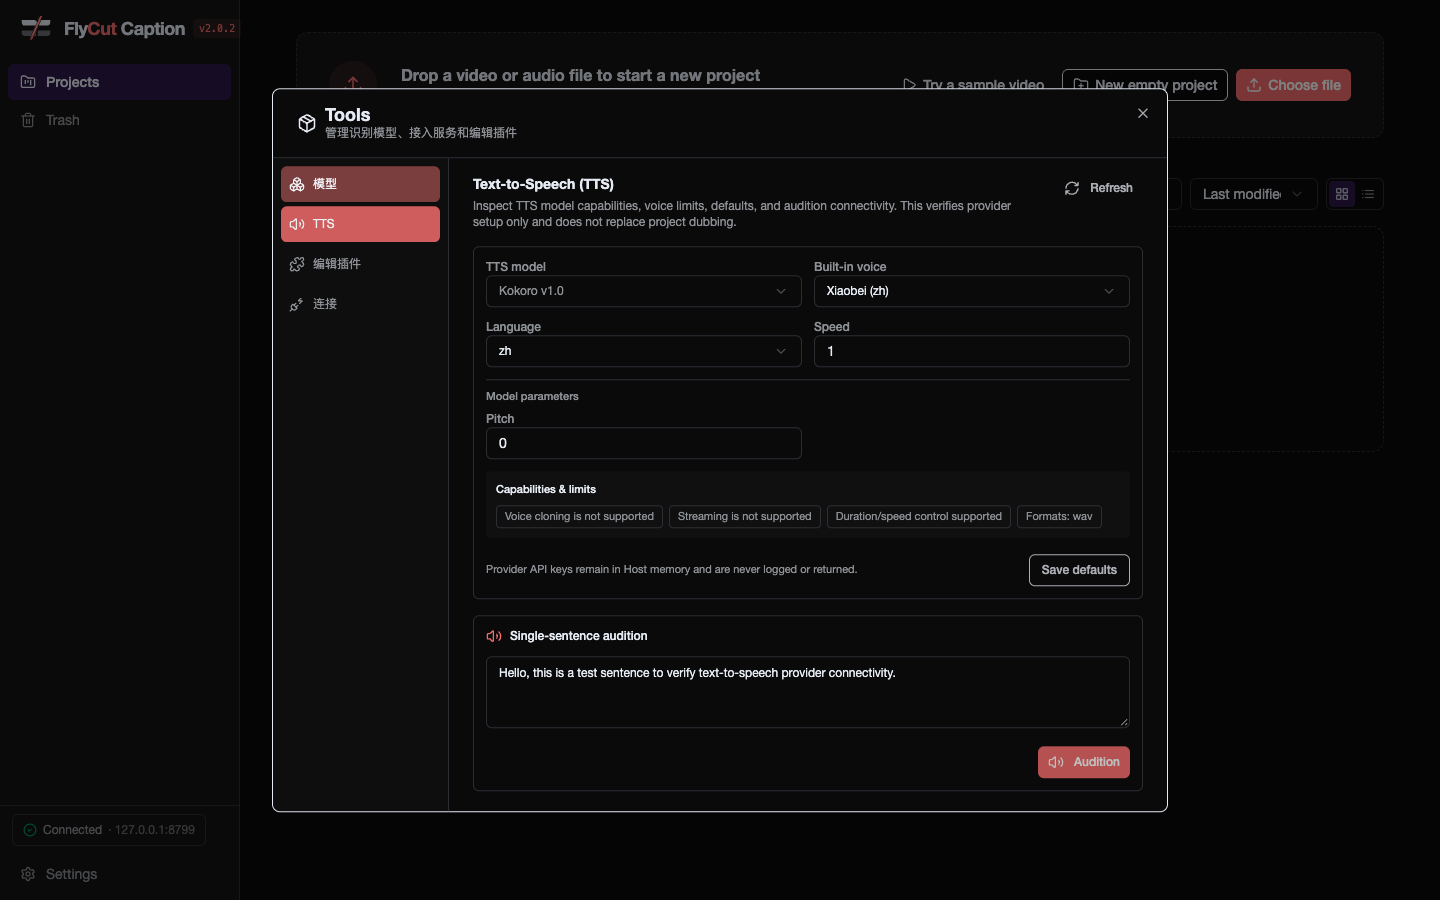 FlyCut Caption v2.0.2
Projects
Trash
Drop a video or audio file to start a new project
Try a sample video
New empty project
Choose file
Last modifie
Tools
管理识别模型、接入服务和编辑插件
模型
TTS
编辑插件
连接
Text-to-Speech (TTS)
Refresh
Inspect TTS model capabilities, voice limits, defaults, and audition connectivity. This verifies provider
setup only and does not replace project dubbing.
TTS model
Built-in voice
Kokoro v1.0
Xiaobei (zh)
Language
Speed
zh
1
Model parameters
Pitch
0
Capabilities & limits
Voice cloning is not supported
Streaming is not supported
Duration/speed control supported
Formats: wav
Provider API keys remain in Host memory and are never logged or returned.
Save defaults
Single-sentence audition
Hello, this is a test sentence to verify text-to-speech provider connectivity.
Audition
Connected · 127.0.0.1:8799
Settings